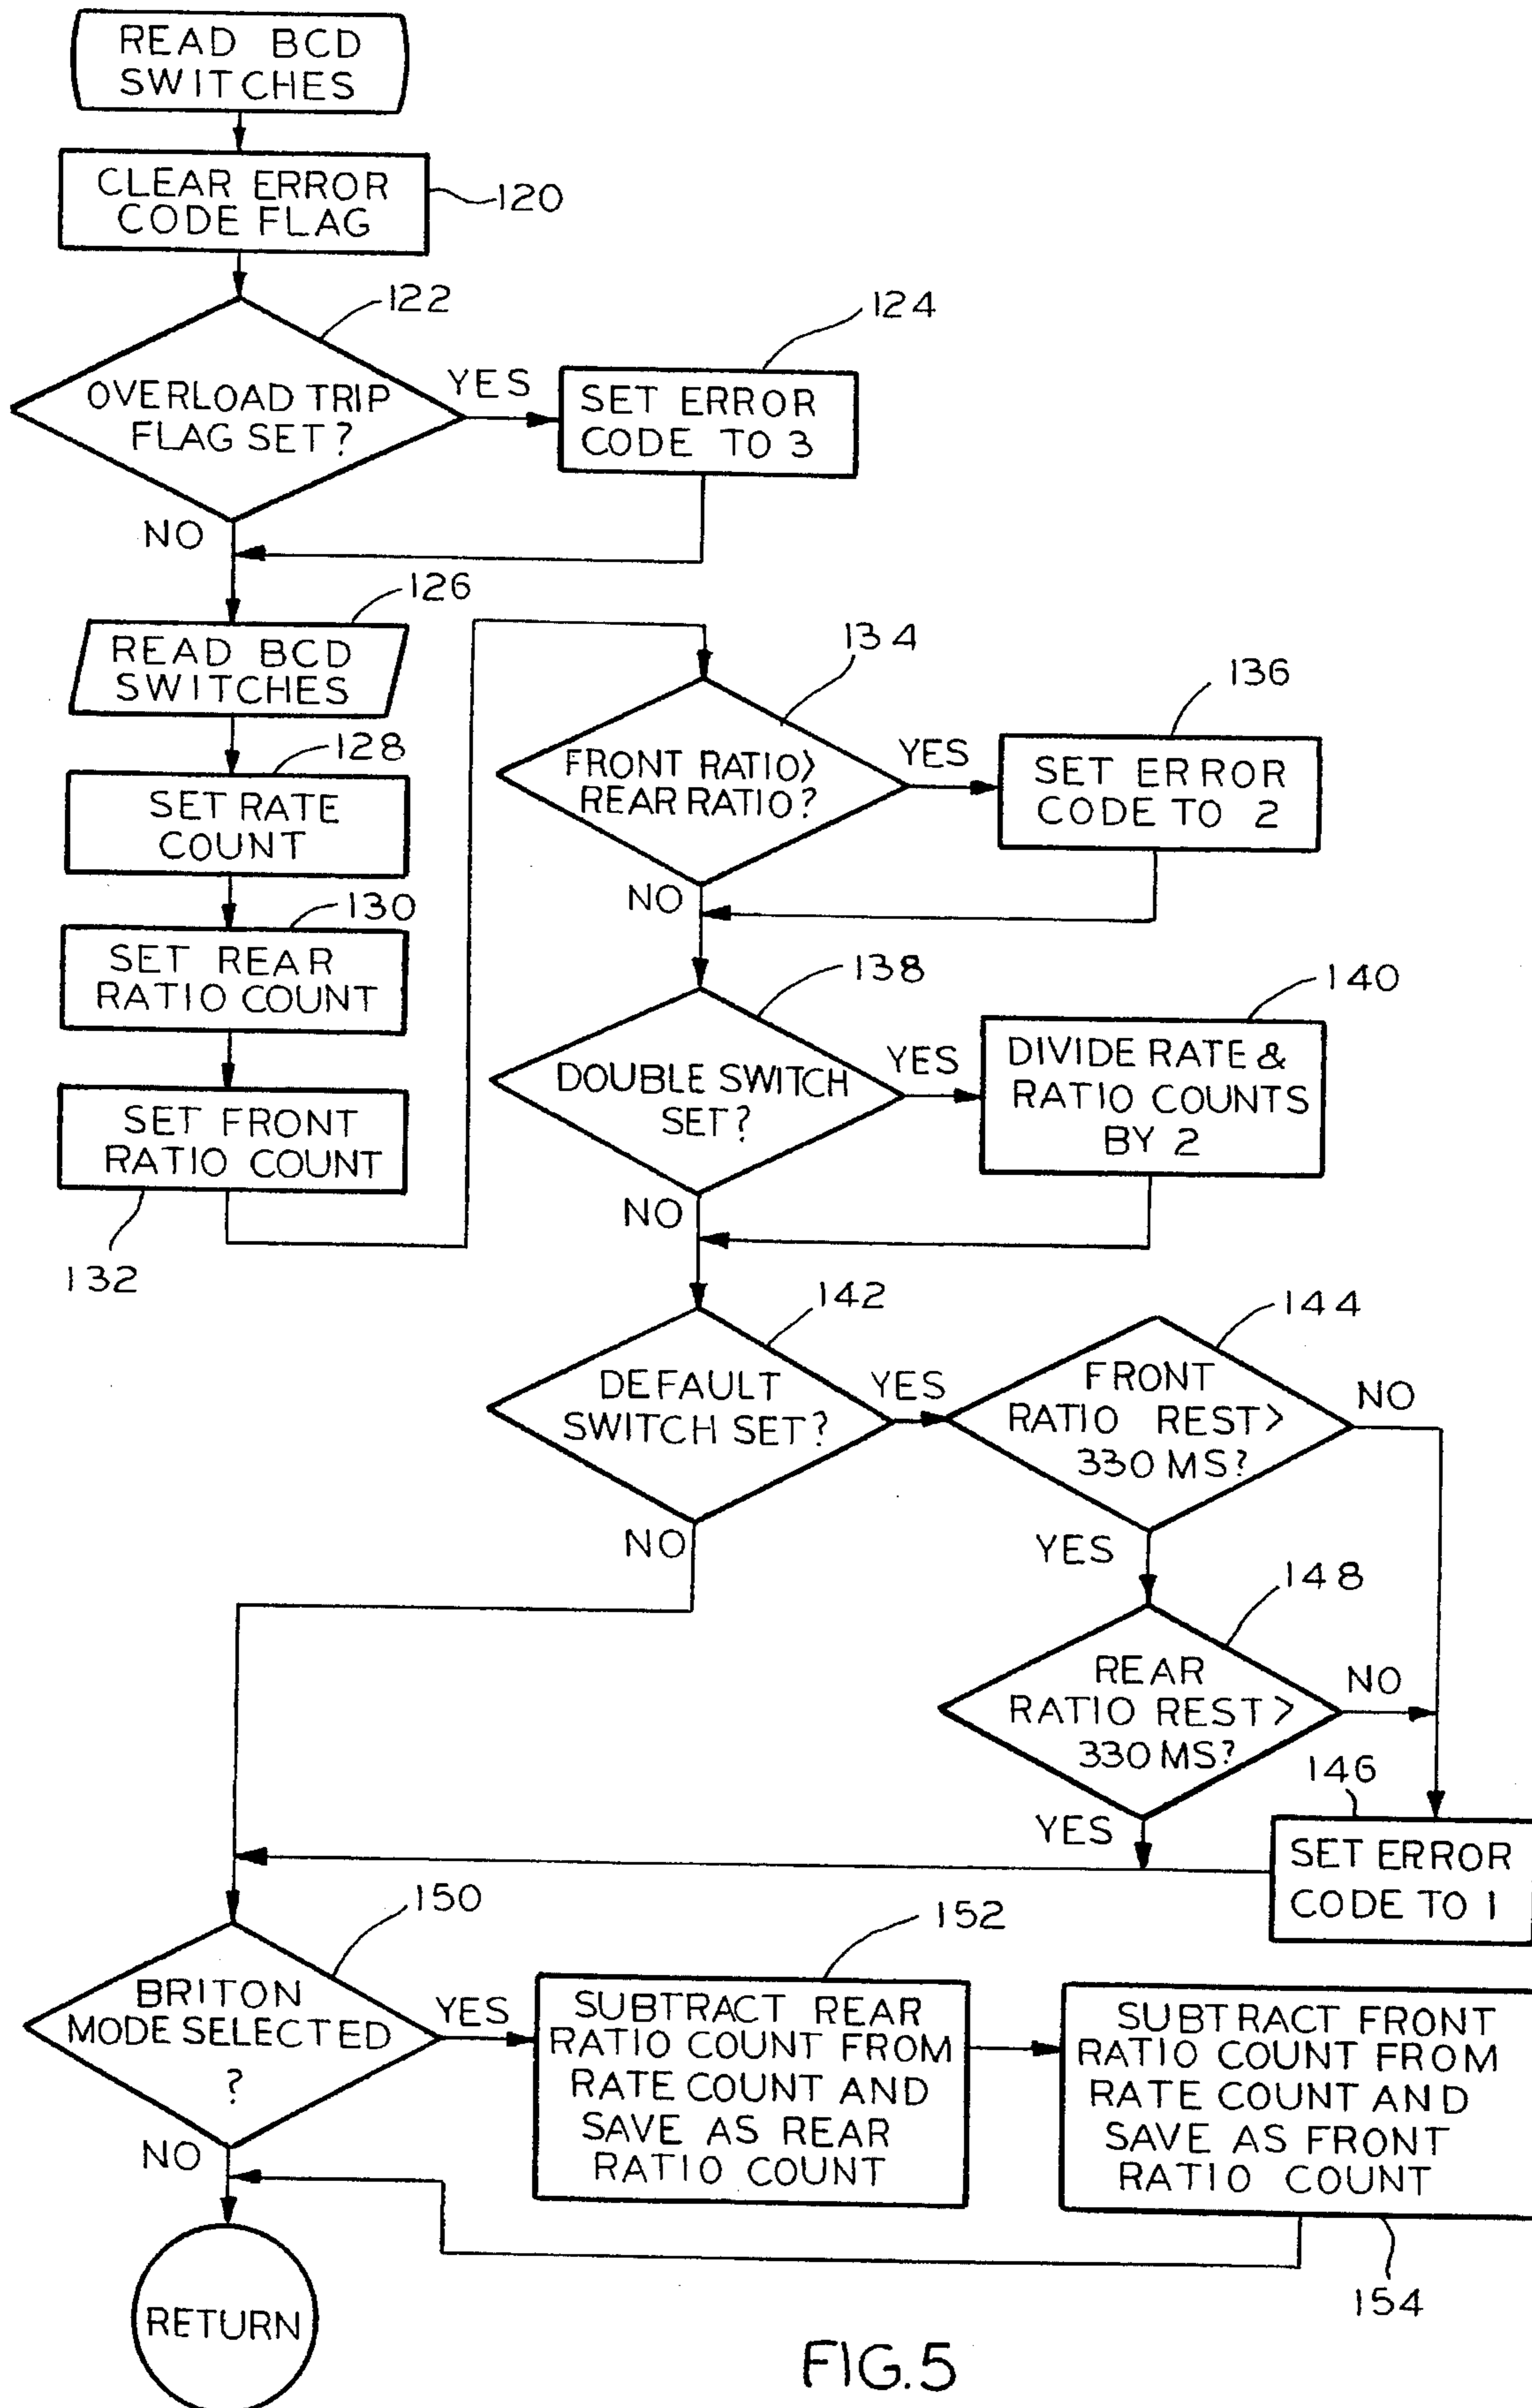 READ BCD
SWITCHES
CLEAR ERROR
CODE FLAG
120
122
OVERLOAD TRIP
FLAG SET?
YES
124
SET ERROR
CODE TO 3
NO
126
READ BCD
SWITCHES
128
SET RATE
COUNT
130
SET REAR
RATIO COUNT
SET FRONT
RATIO COUNT
132
134
FRONT RATIO>
REAR RATIO?
YES
136
SET ERROR
CODE TO 2
NO
138
DOUBLE SWITCH
SET?
YES
140
DIVIDE RATE &
RATIO COUNTS
BY 2
NO
142
DEFAULT
SWITCH SET?
YES
144
FRONT
RATIO REST>
330 MS?
NO
NO
YES
148
REAR
RATIO REST>
330 MS?
NO
YES
146
SET ERROR
CODE TO 1
150
BRITON
MODE SELECTED
?
YES
152
SUBTRACT REAR
RATIO COUNT FROM
RATE COUNT AND
SAVE AS REAR
RATIO COUNT
SUBTRACT FRONT
RATIO COUNT FROM
RATE COUNT AND
SAVE AS FRONT
RATIO COUNT
154
NO
RETURN
FIG.5